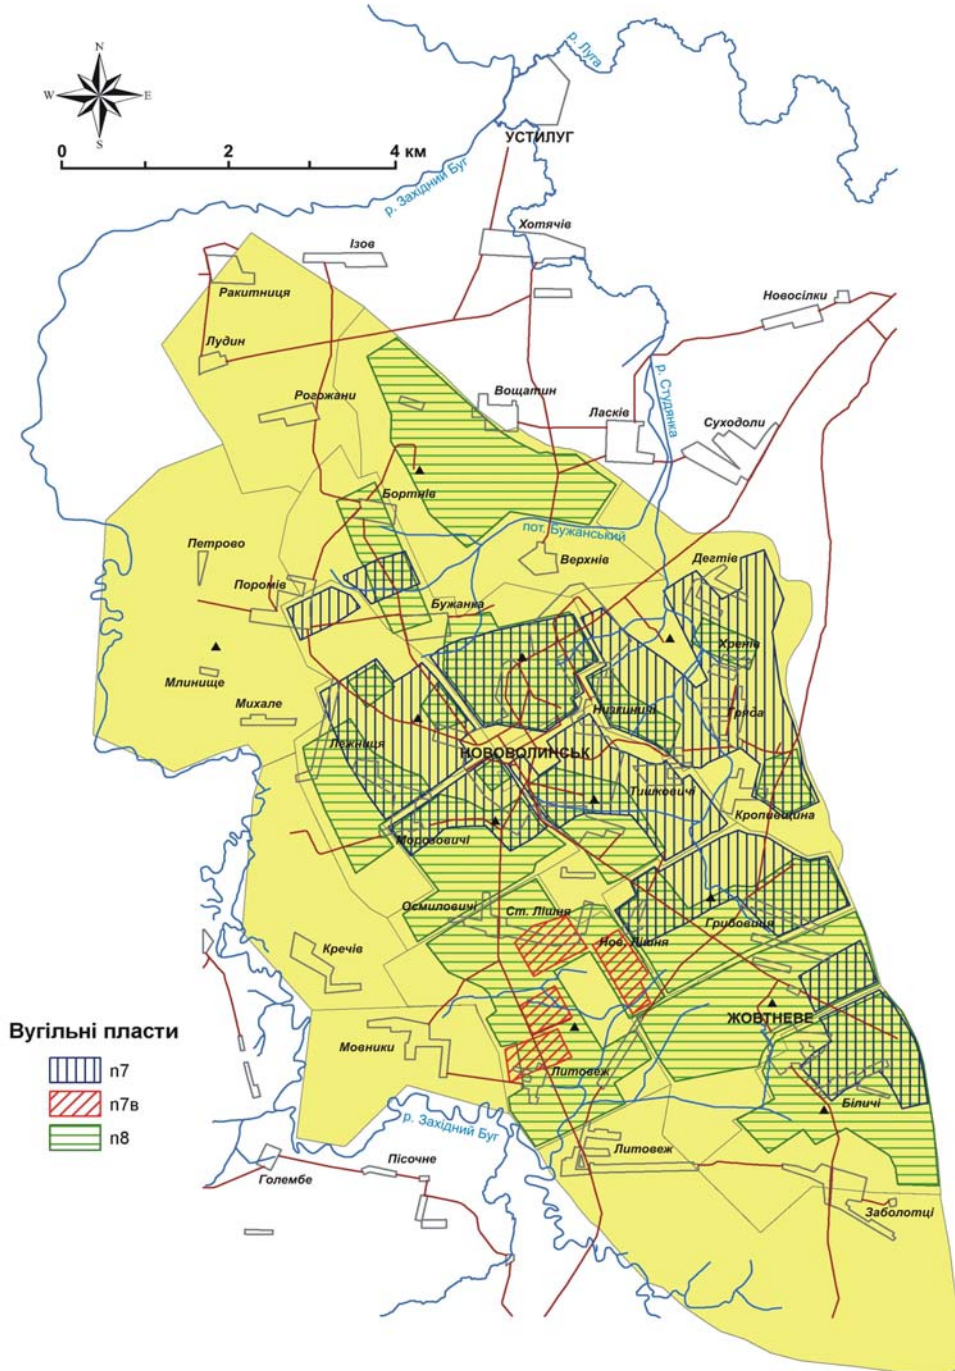 N
W
E
S
0
2
4 км
р. Луга
УСТИЛУГ
р. Західний Буг
Хотячів
Ізов
Ракитниця
Новосілки
Лудин
р. Студянка
Рогожани
Вощатин
Ласків
Суходоли
Бортнів
пот. Бужанський
Петрово
Верхнів
Дегтів
Поромів
Бужанка
Хренів
Млинище
Михале
Низкиничі
Гряда
Лежниця
НОВОВОЛИНСЬК
Тишковичі
Кропивщина
Морозовичі
Осмиловичі
Ст. Лішня
Грибовиця
Нов. Лішня
Кречів
Вугільні пласти
ЖОВТНЕВЕ
n7
Мовники
Литовеж
n7в
Біличі
n8
р. Західний Буг
Литовеж
Пісочне
Голембе
Заболотці